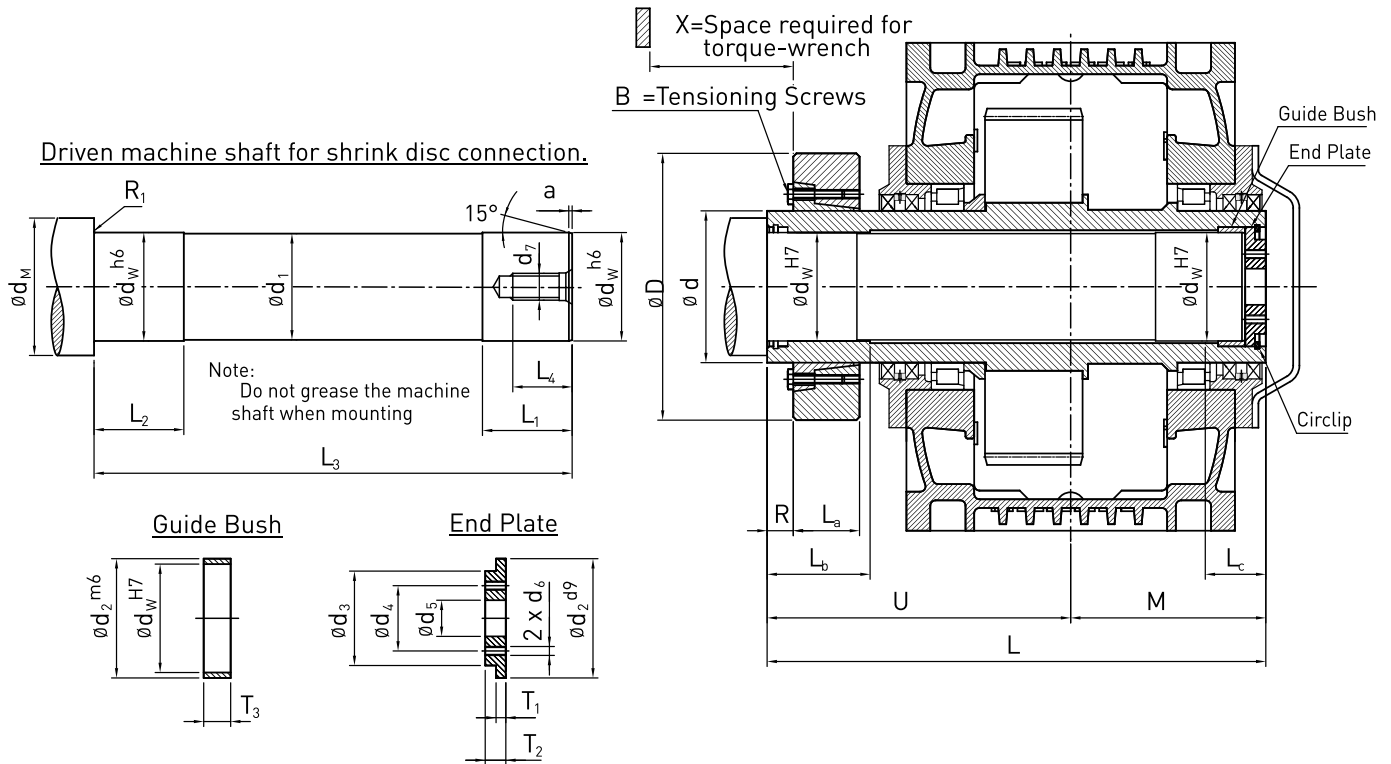 X=Space required for
torque-wrench
B =Tensioning Screws
Guide Bush
End Plate
Driven machine shaft for shrink disc connection.
R₁
a
15°
ødM
ødW h6
ød₁
d₇
ødW h6
øD
ød
ødW H7
ødW H7
Note:
Do not grease the machine
shaft when mounting
L₄
L₂
L₁
L₃
Circlip
R
La
Lb
Lc
U
M
L
Guide Bush
End Plate
ød₂ m6
ødW H7
T₃
ød₃
ød₄
ød₅
2 x d₆
ød₂ d9
T₁
T₂